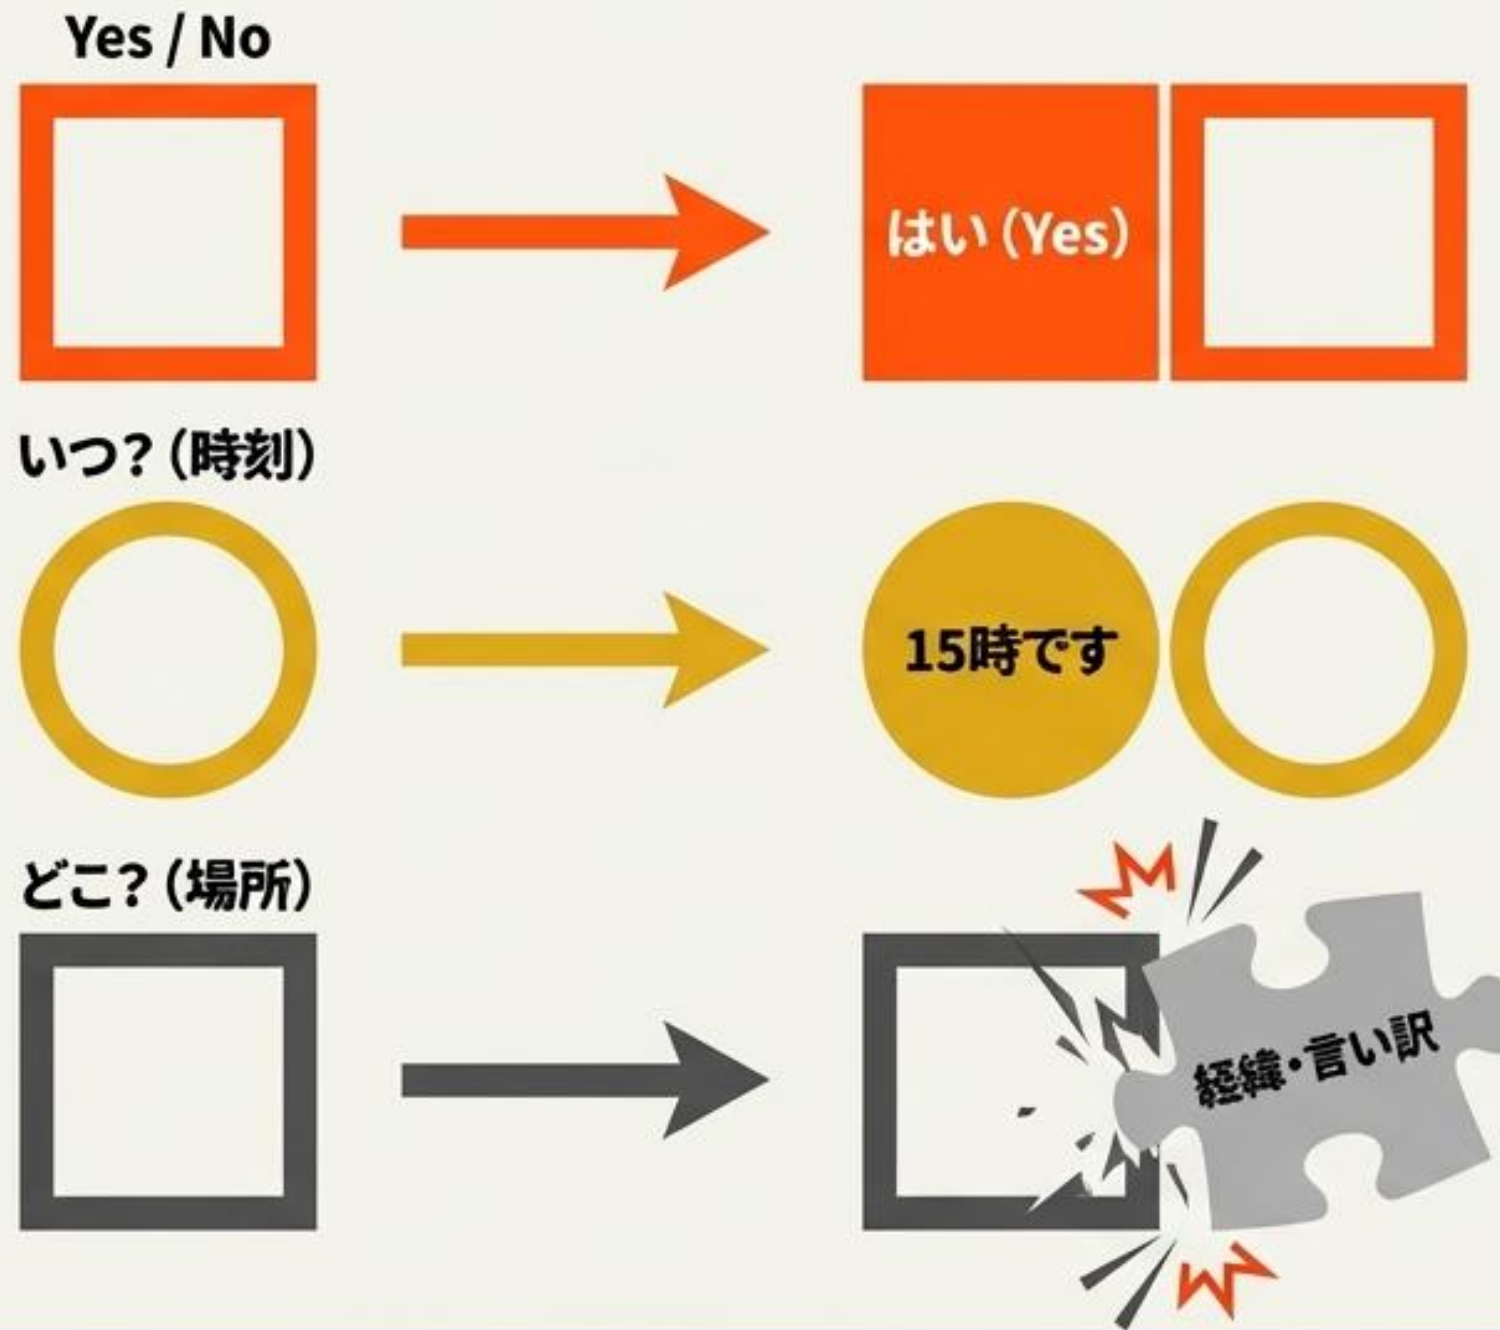 Yes / No
はい（Yes）
いつ？（時刻）
15時です
どこ？（場所）
経緯・言い訳